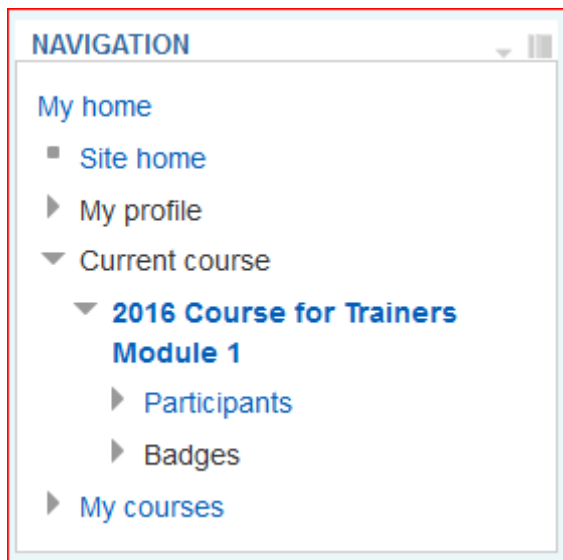 NAVIGATION
My home
Site home
My profile
Current course
2016 Course for Trainers
Module 1
Participants
Badges
My courses